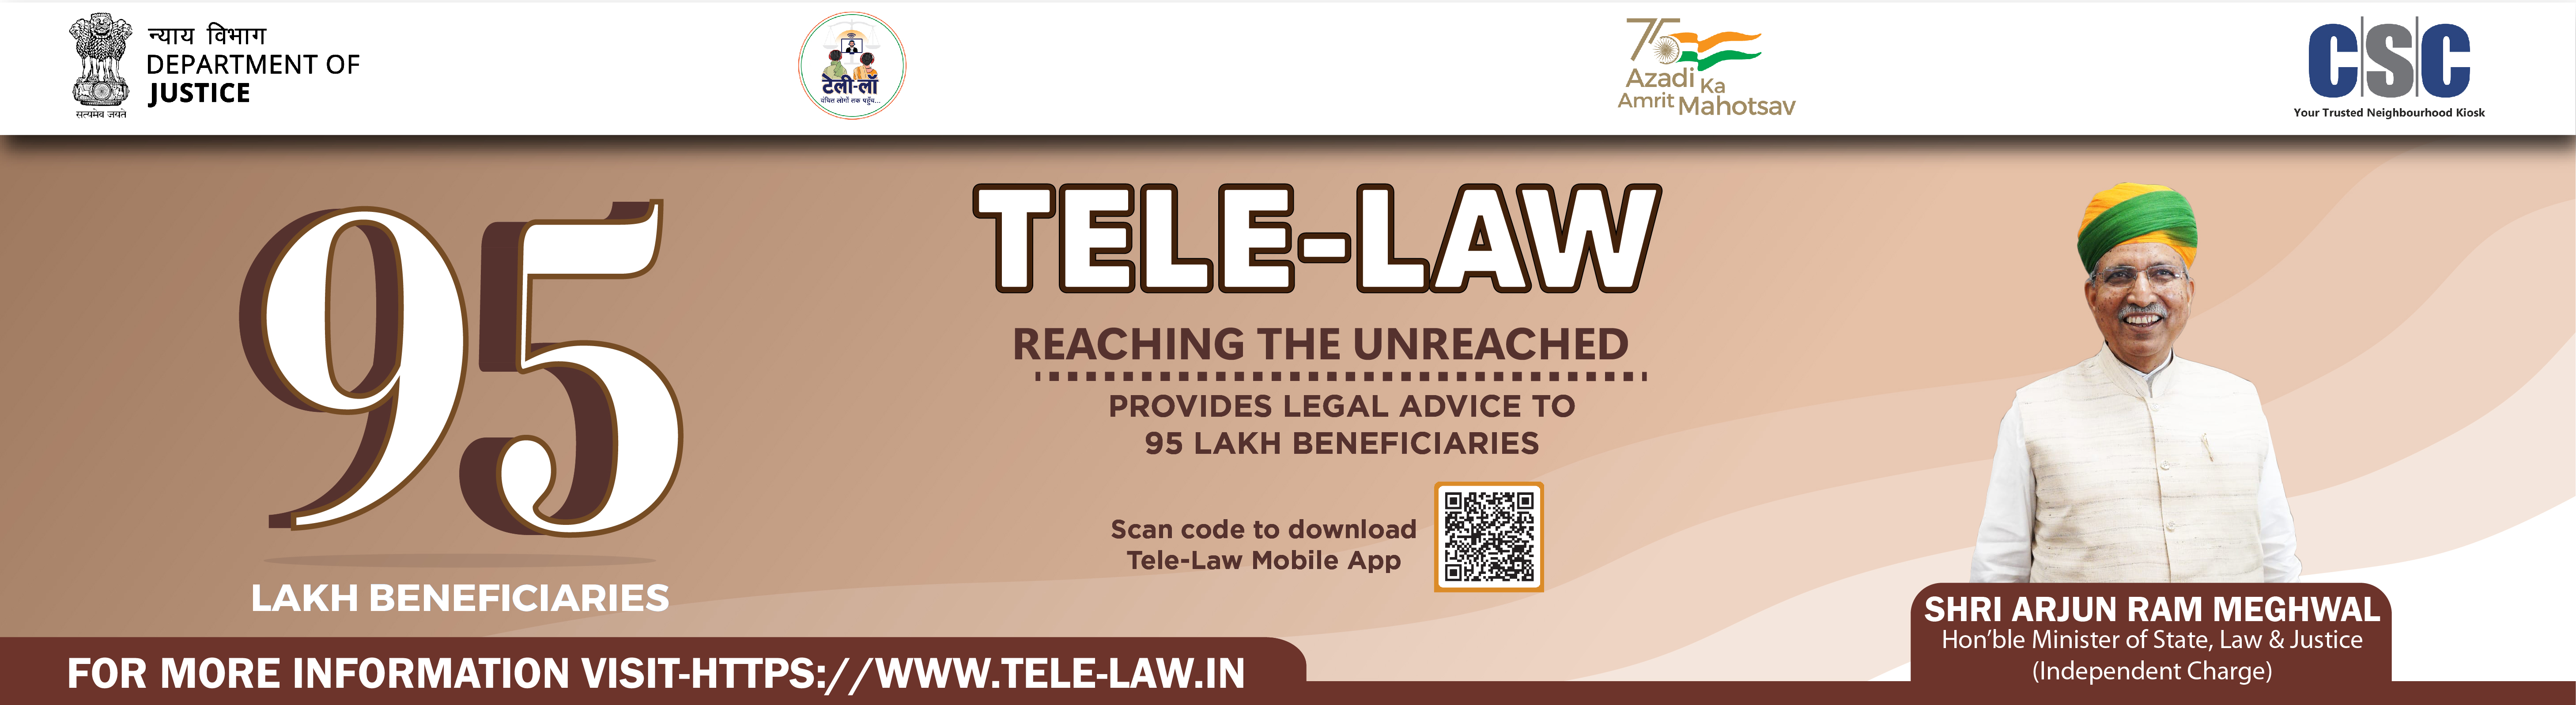 न्याय विभाग
DEPARTMENT OF
JUSTICE
सत्यमेव जयते
टेली-लॉ
वंचित लोगों तक पहुँच...
75
Azadi Ka
Amrit Mahotsav
CSC
Your Trusted Neighbourhood Kiosk
95
LAKH BENEFICIARIES
TELE-LAW
REACHING THE UNREACHED
PROVIDES LEGAL ADVICE TO
95 LAKH BENEFICIARIES
Scan code to download
Tele-Law Mobile App
SHRI ARJUN RAM MEGHWAL
Hon'ble Minister of State, Law & Justice
(Independent Charge)
FOR MORE INFORMATION VISIT-HTTPS://WWW.TELE-LAW.IN